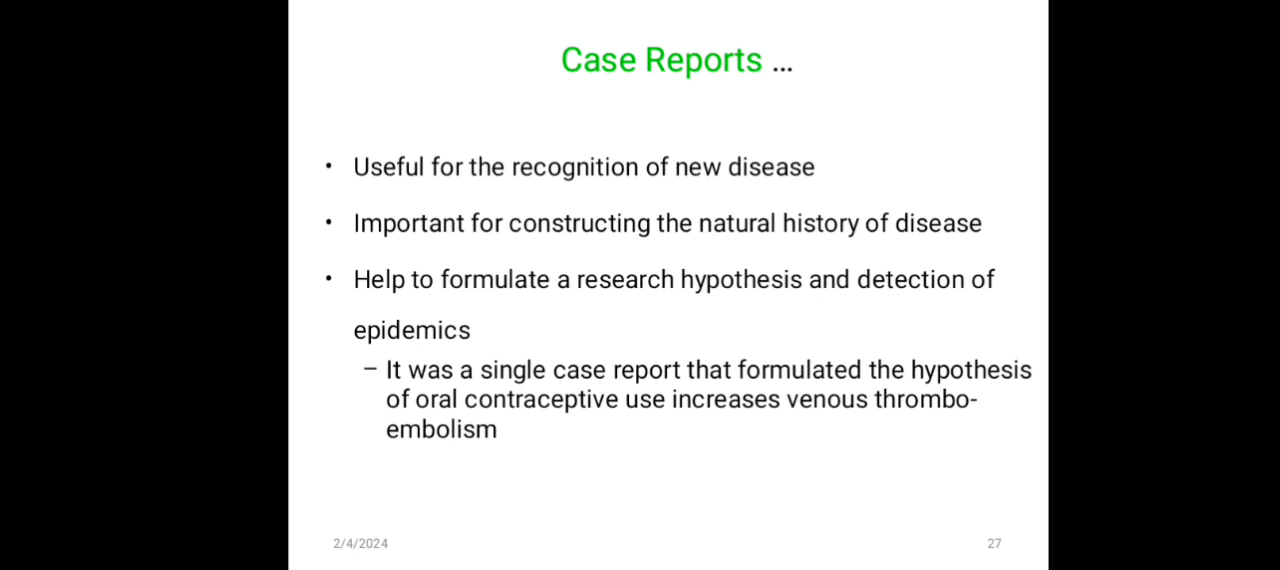 Case Reports ...
• Useful for the recognition of new disease
• Important for constructing the natural history of disease
• Help to formulate a research hypothesis and detection of
epidemics
– It was a single case report that formulated the hypothesis
of oral contraceptive use increases venous thrombo-
embolism
2/4/2024
27